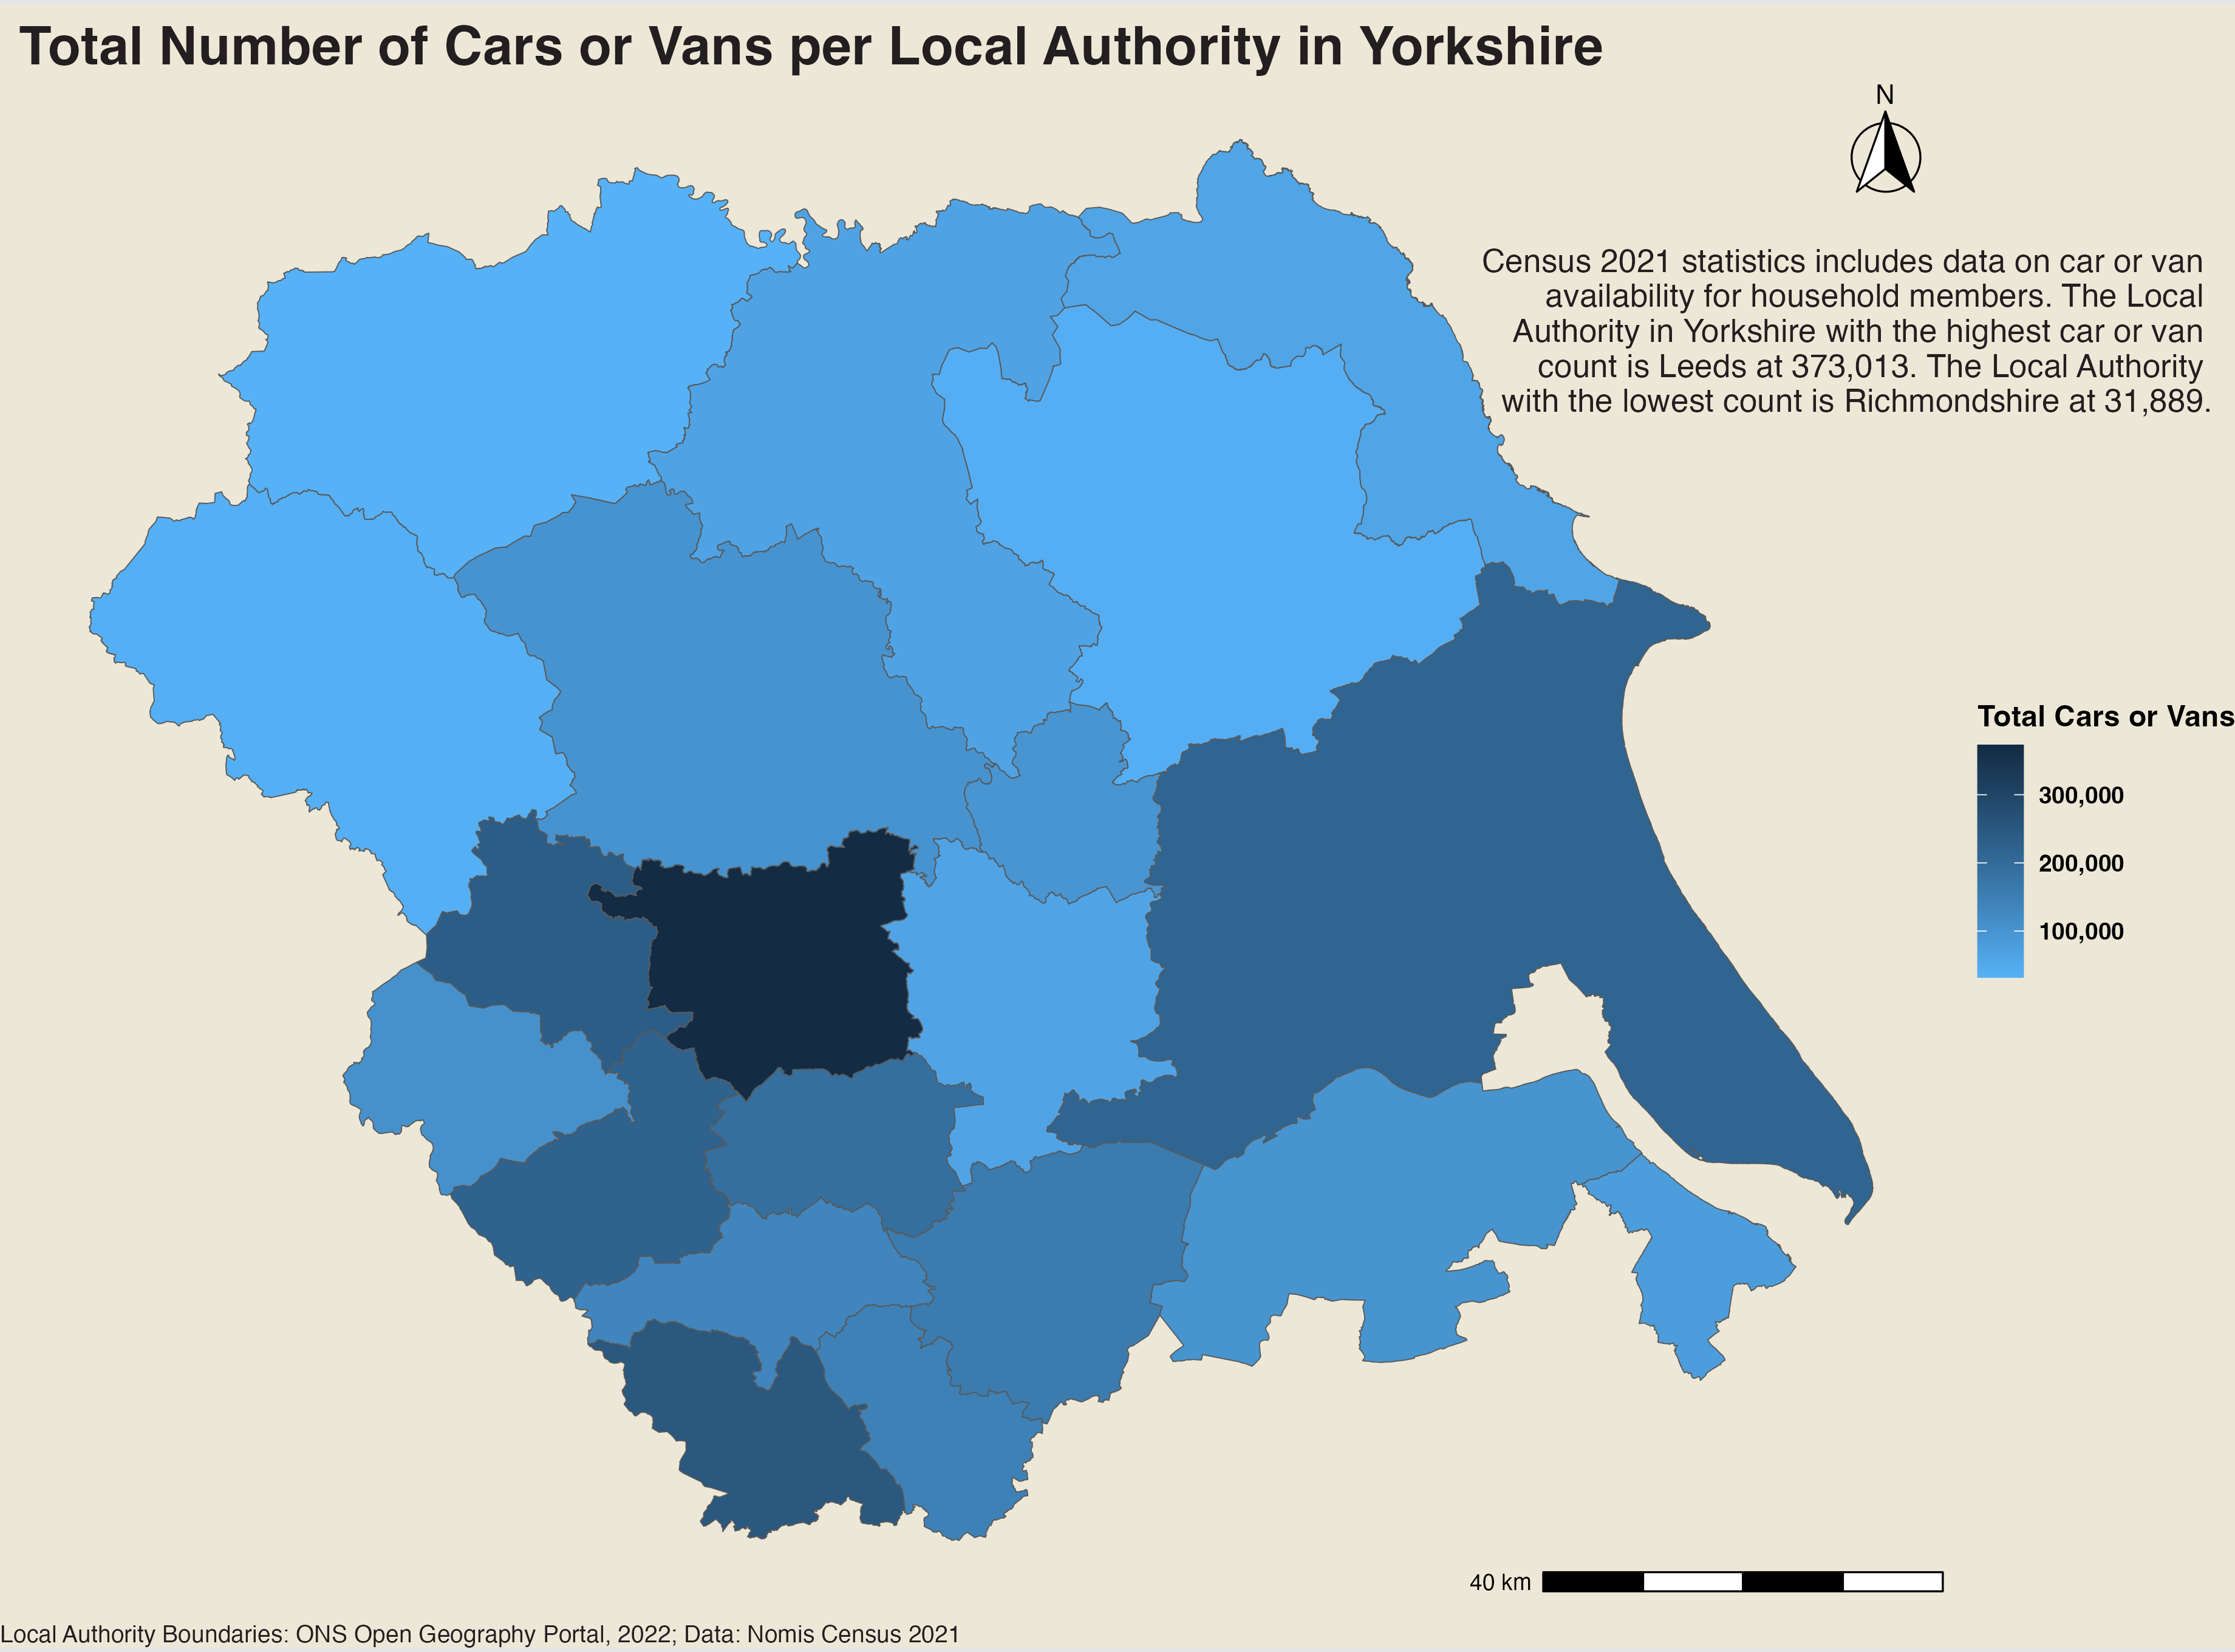 Total Number of Cars or Vans per Local Authority in Yorkshire
N
Census 2021 statistics includes data on car or van
availability for household members. The Local
Authority in Yorkshire with the highest car or van
count is Leeds at 373,013. The Local Authority
with the lowest count is Richmondshire at 31,889.
Total Cars or Vans
300,000
200,000
100,000
40 km
Local Authority Boundaries: ONS Open Geography Portal, 2022; Data: Nomis Census 2021